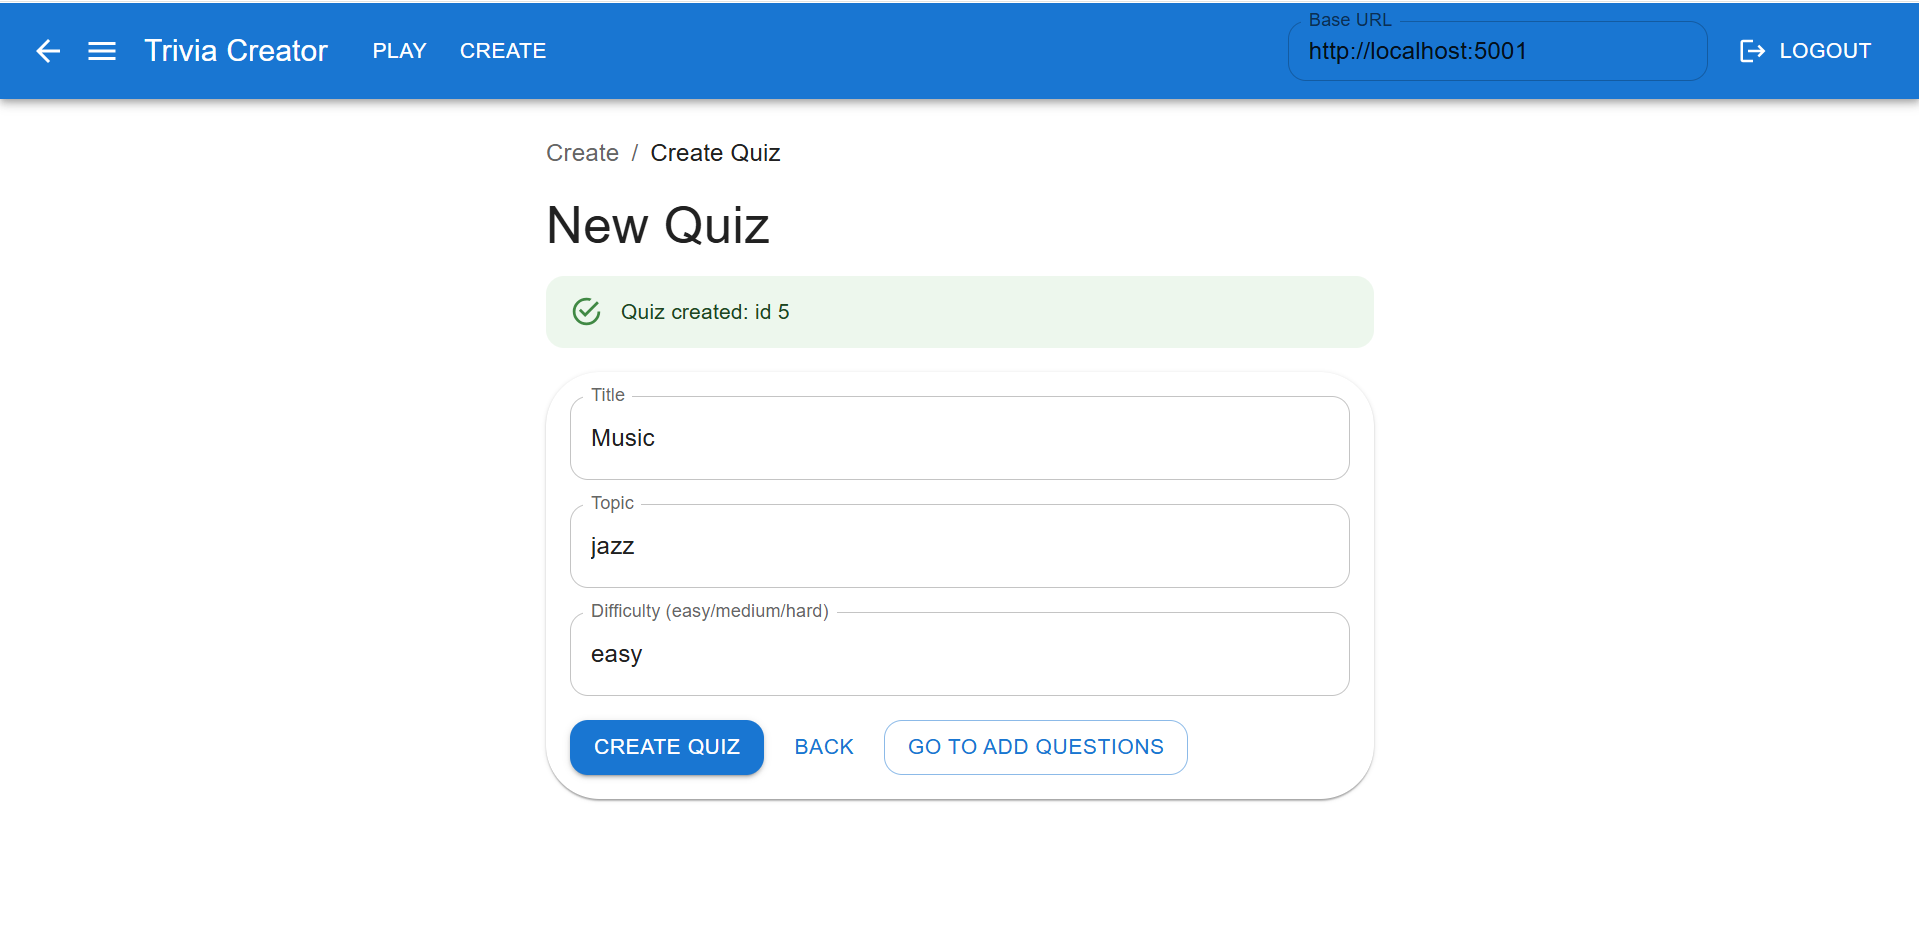 Base URL
Trivia Creator PLAY CREATE http://localhost:5001 LOGOUT
Create / Create Quiz
New Quiz
Quiz created: id 5
Title
Music
Topic
jazz
Difficulty (easy/medium/hard)
easy
CREATE QUIZ BACK GO TO ADD QUESTIONS